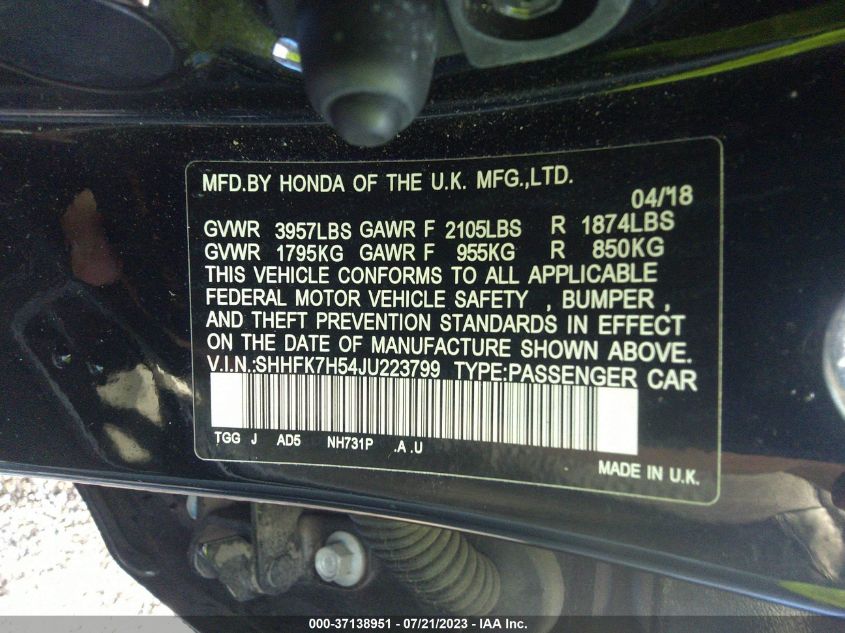 MFD.BY HONDA OF THE U.K. MFG.,LTD.
04/18
GVWR 3957LBS GAWR F 2105LBS R 1874LBS
GVWR 1795KG GAWR F 955KG R 850KG
THIS VEHICLE CONFORMS TO ALL APPLICABLE
FEDERAL MOTOR VEHICLE SAFETY , BUMPER ,
AND THEFT PREVENTION STANDARDS IN EFFECT
ON THE DATE OF MANUFACTURE SHOWN ABOVE.
V.I.N.:SHHFK7H54JU223799 TYPE:PASSENGER CAR
TGG J AD5 NH731P .A .U
MADE IN U.K.
000-37138951 / 07/21/2023 - IAA Inc.